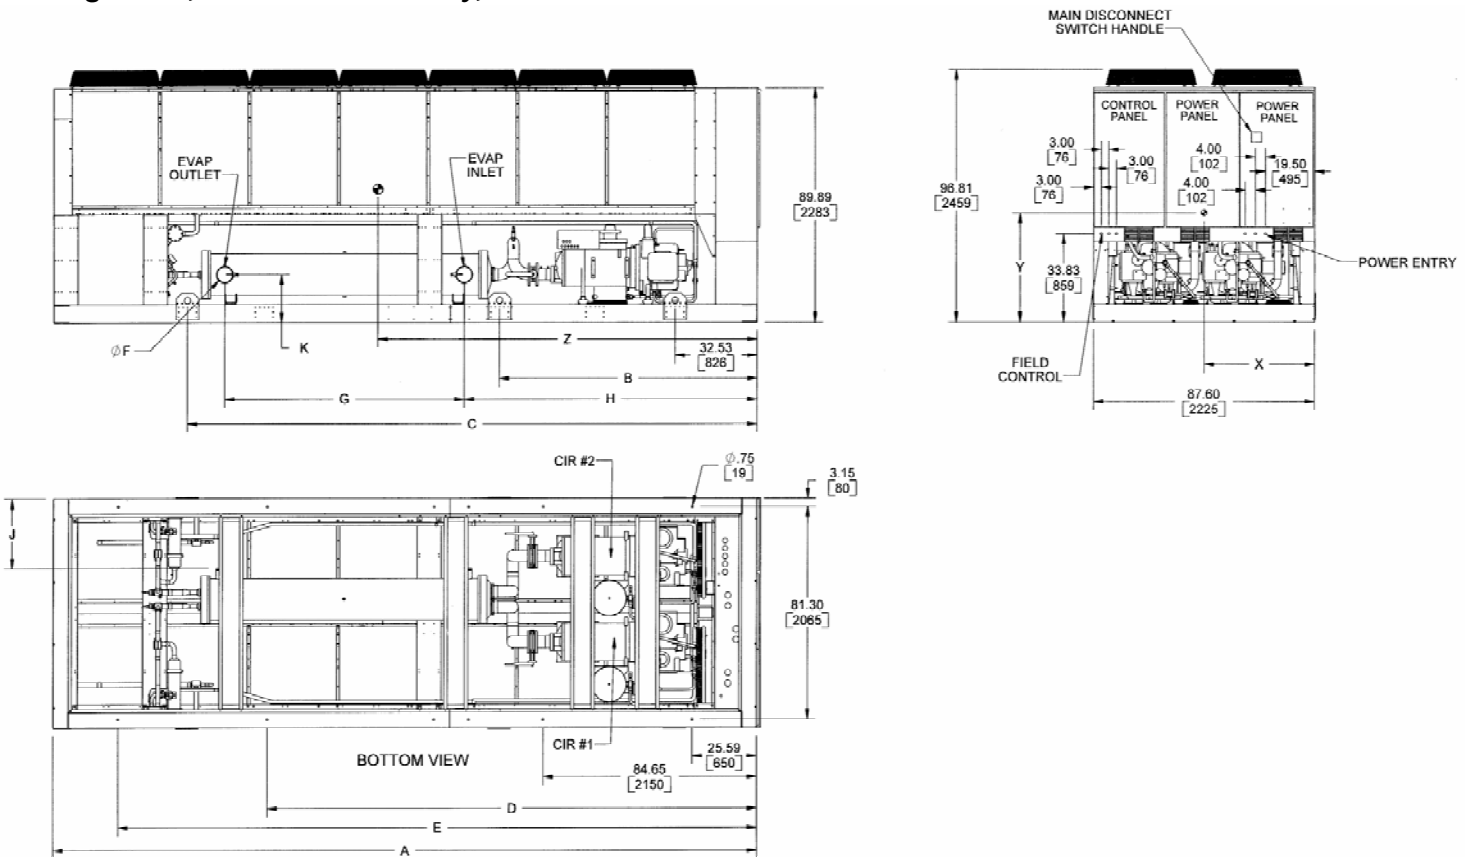 MAIN DISCONNECT
SWITCH HANDLE
EVAP
OUTLET
EVAP
INLET
89.89
[2283]
ØF
K
Z
32.53
[826]
B
G
H
C
CONTROL
PANEL
POWER
PANEL
POWER
PANEL
3.00
[76]
3.00
[76]
3.00
[76]
4.00
[102]
4.00
[102]
19.50
[495]
96.81
[2459]
Y
33.83
[859]
POWER ENTRY
FIELD
CONTROL
X
87.60
[2225]
CIR #2
Ø.75
[19]
3.15
[80]
J
81.30
[2065]
CIR #1
25.59
[650]
BOTTOM VIEW
84.65
[2150]
D
E
A